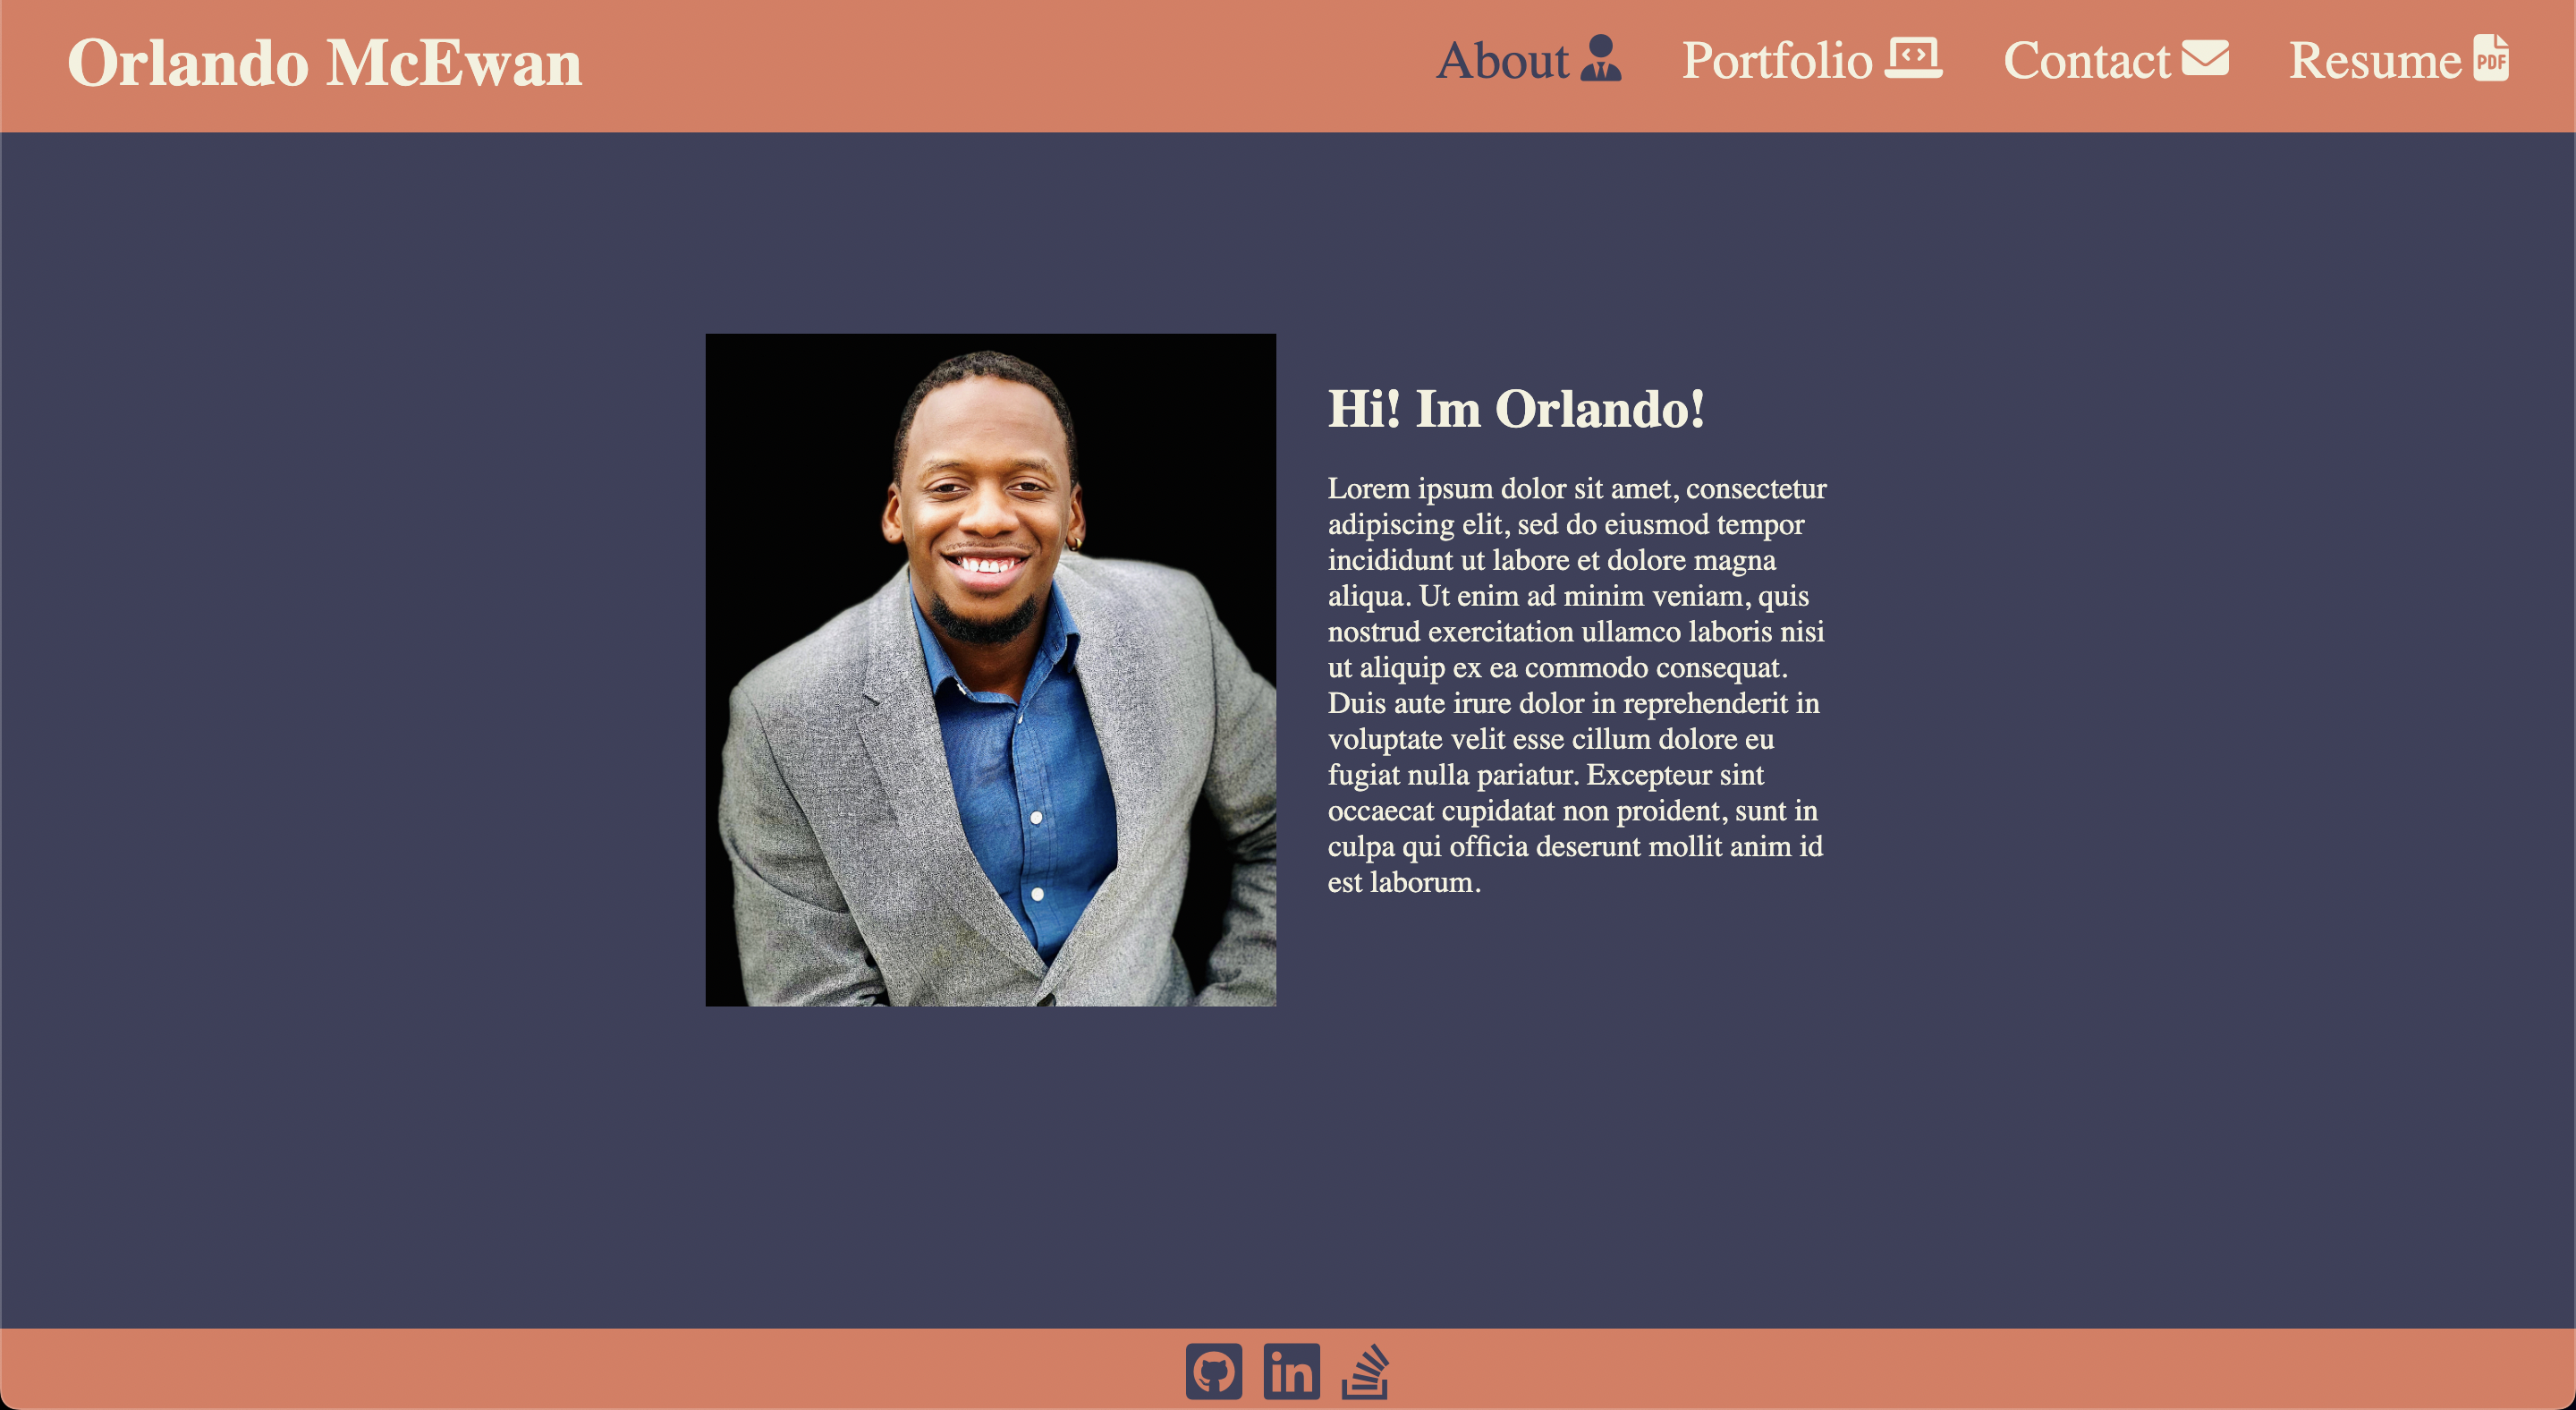 Orlando McEwan
About
Portfolio
Contact
Resume
PDF
Hi! Im Orlando!
Lorem ipsum dolor sit amet, consectetur
adipiscing elit, sed do eiusmod tempor
incididunt ut labore et dolore magna
aliqua. Ut enim ad minim veniam, quis
nostrud exercitation ullamco laboris nisi
ut aliquip ex ea commodo consequat.
Duis aute irure dolor in reprehenderit in
voluptate velit esse cillum dolore eu
fugiat nulla pariatur. Excepteur sint
occaecat cupidatat non proident, sunt in
culpa qui officia deserunt mollit anim id
est laborum.
in